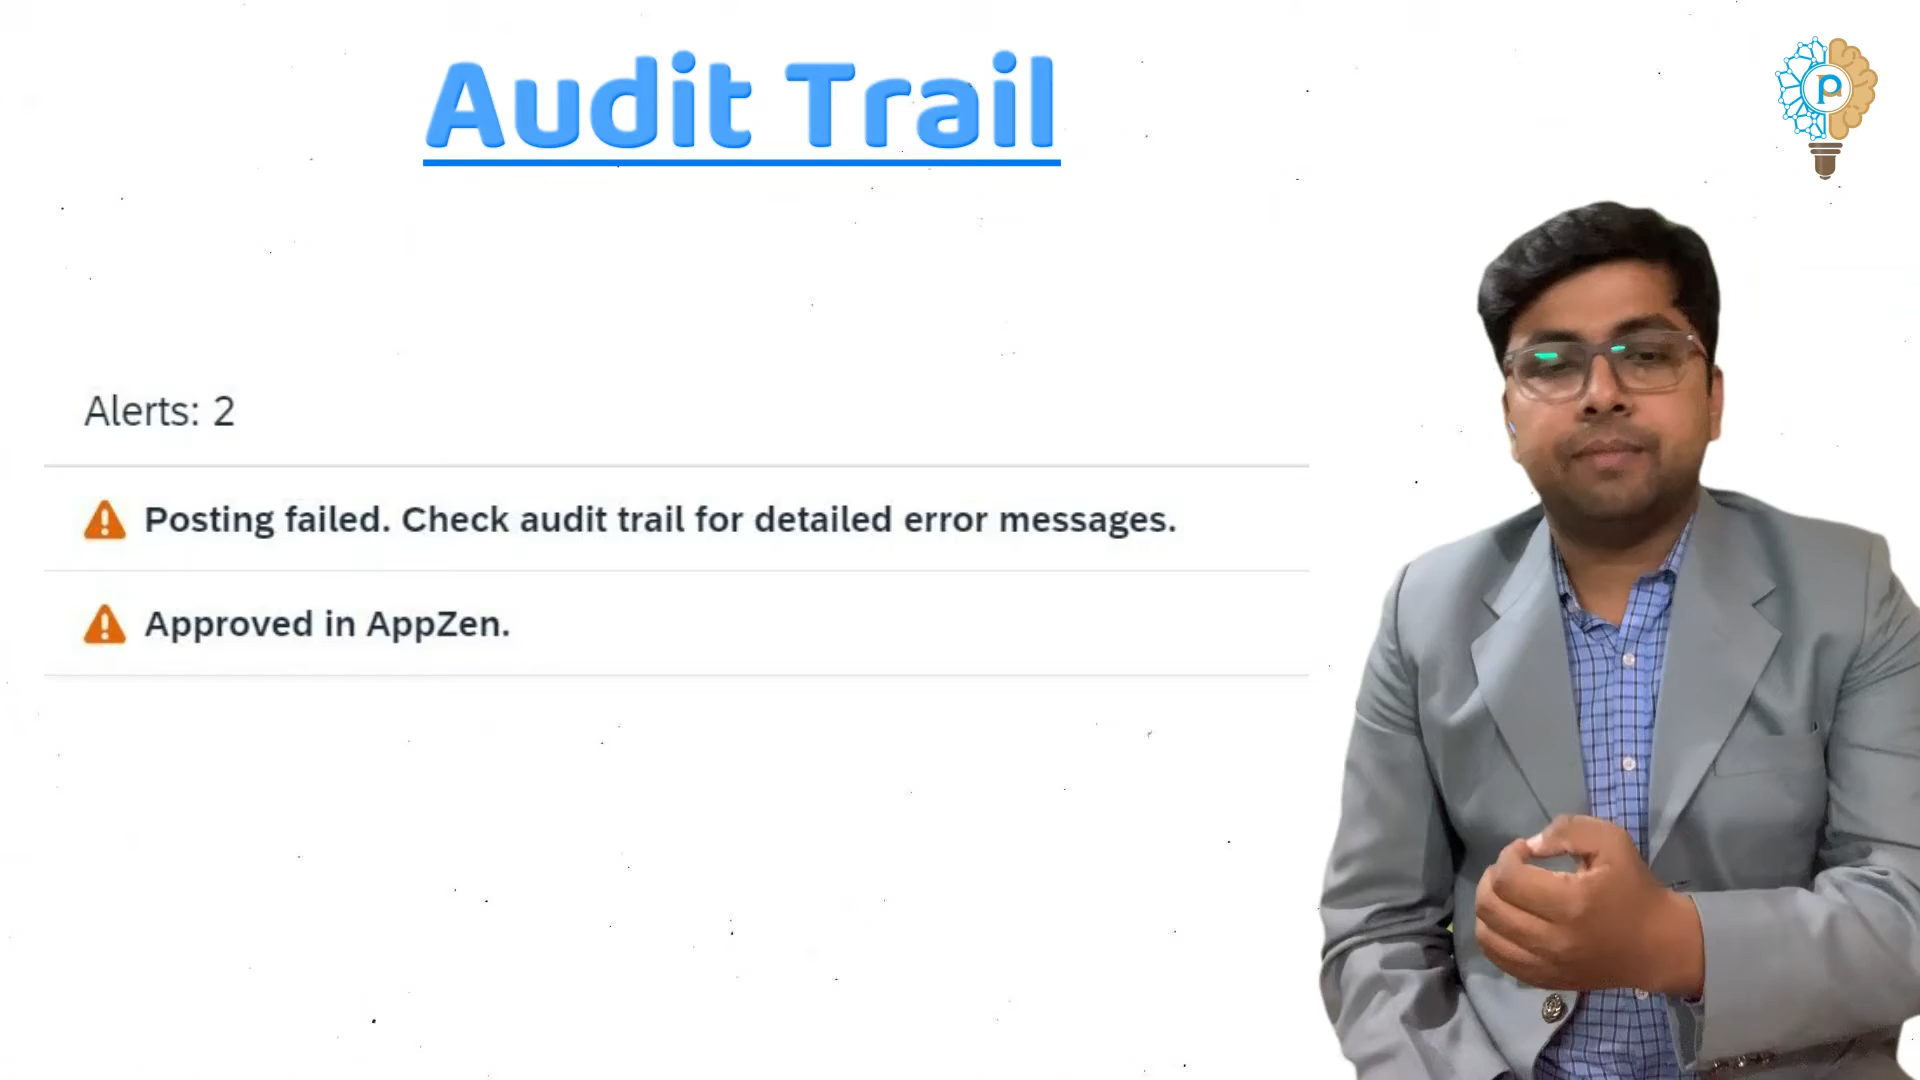 Audit Trail
Alerts: 2
Posting failed. Check audit trail for detailed error messages.
Approved in AppZen.